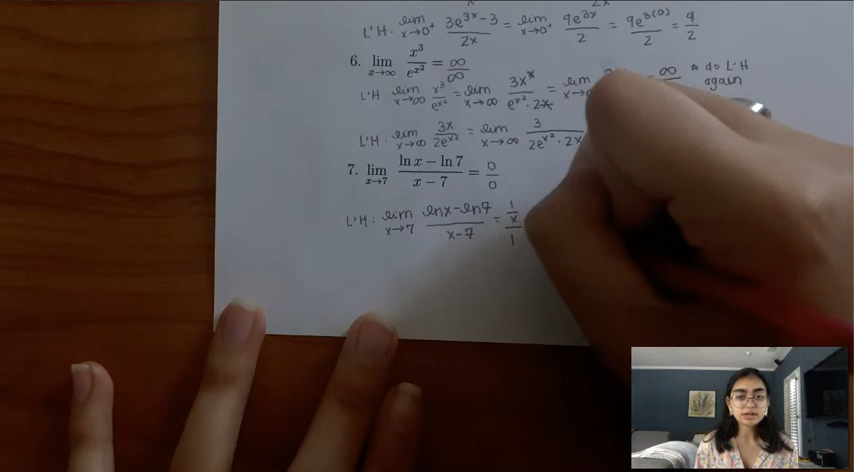 L'H: lim x→0⁺ 3e^{3x}-3 / 2x = lim x→0⁺ 9e^{3x} / 2 = 9e^{3(0)} / 2 = 9/2
6. lim x→∞ x³ / e^{x²} = ∞/∞
L'H: lim x→∞ x³ / e^{x²} = lim x→∞ 3x² / e^{x²} · 2x = lim = ∞ * do L'H
again
L'H: lim x→∞ 3x / 2e^{x²} = lim x→∞ 3 / 2e^{x²} · 2x
7. lim x→7 ln x − ln 7 / x − 7 = 0/0
L'H: lim x→7 lnx-ln7 / x-7 = 1/x / 1